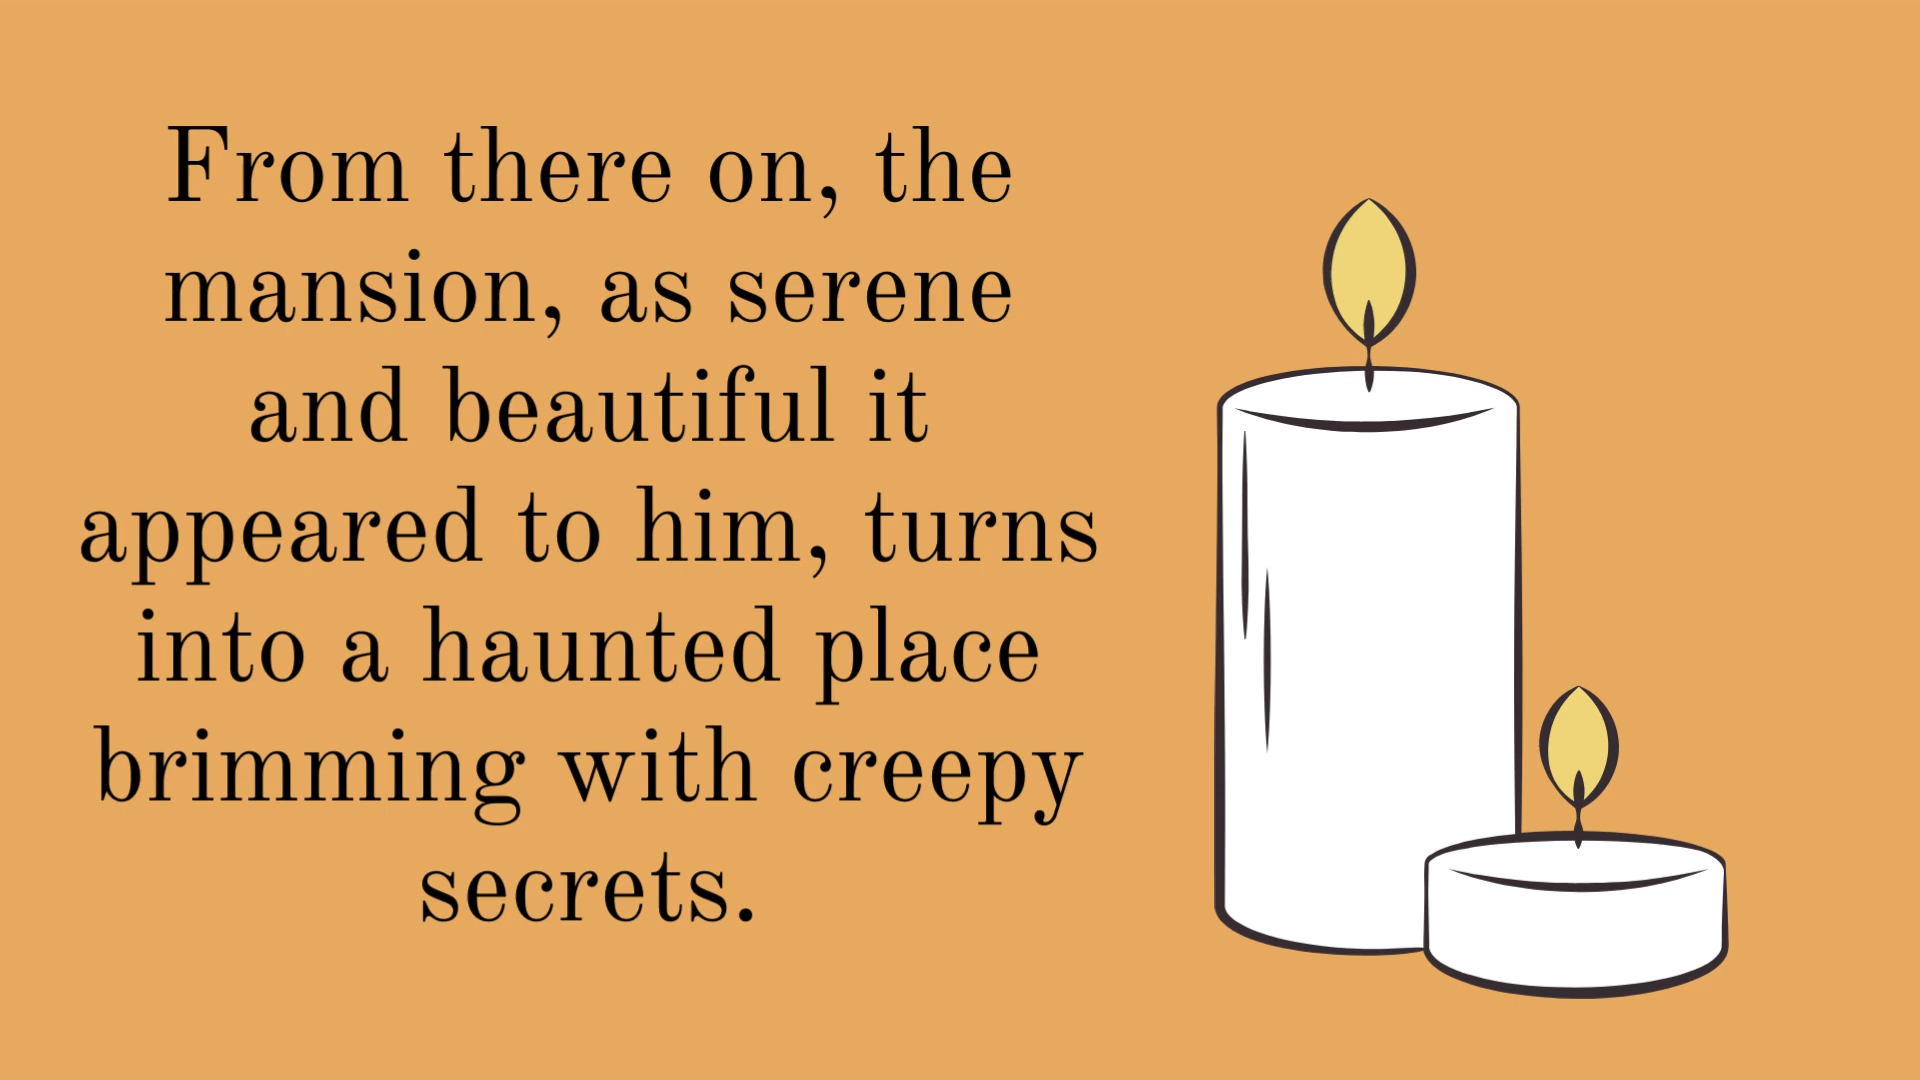 From there on, the
mansion, as serene
and beautiful it
appeared to him, turns
into a haunted place
brimming with creepy
secrets.